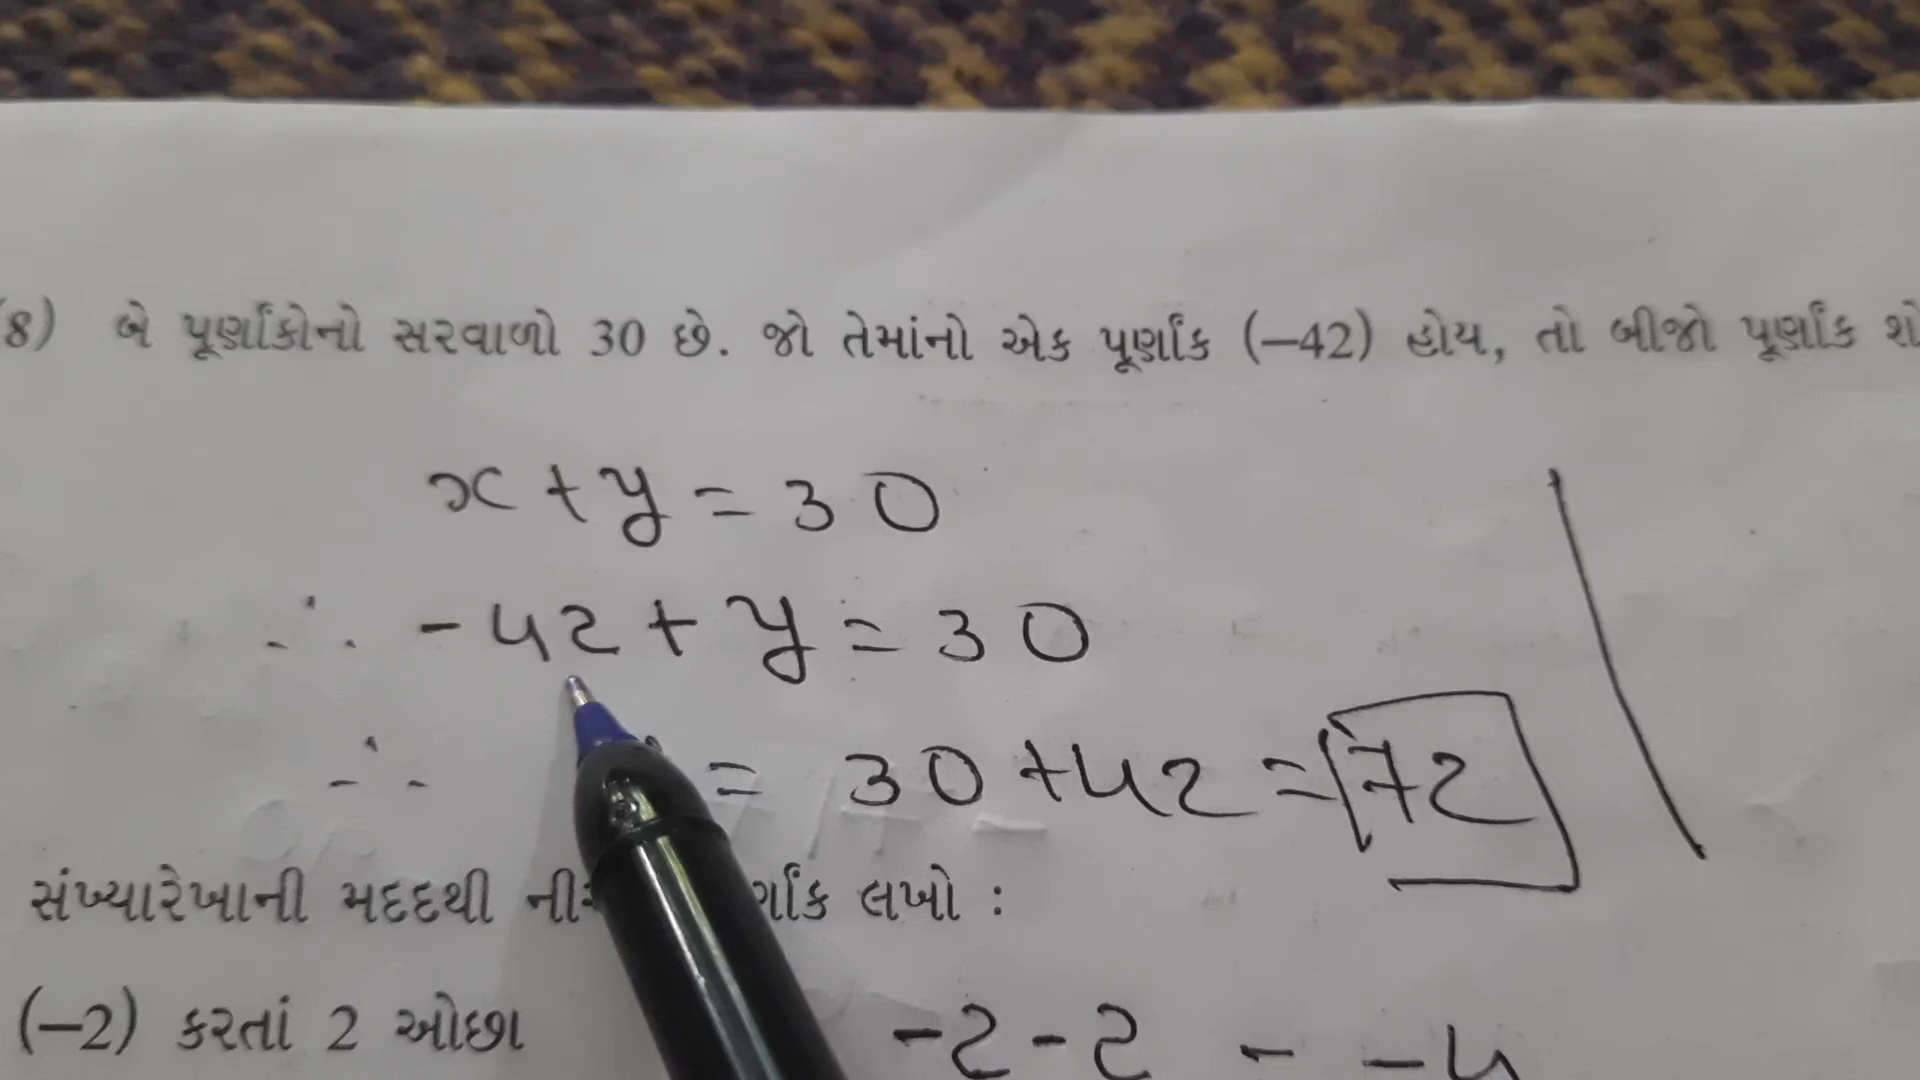 8) બે પૂર્ણાંકોનો સરવાળો 30 છે. જો તેમાંનો એક પૂર્ણાંક (−42) હોય, તો બીજો પૂર્ણાંક
x + y = 30
∴ -42 + y = 30
∴ = 30 + 42 = 72
સંખ્યારેખાની મદદથી લખો :
(−2) કરતાં 2 ઓછા -2-2 - -4